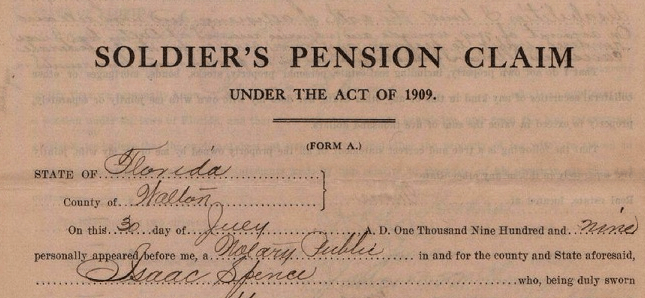 SOLDIER'S PENSION CLAIM
UNDER THE ACT OF 1909.
(FORM A.)
STATE OF Florida
County of Walton
On this 30 day of July A. D. One Thousand Nine Hundred and nine
personally appeared before me, a Notary Public in and for the county and State aforesaid,
Isaac Spence who, being duly sworn